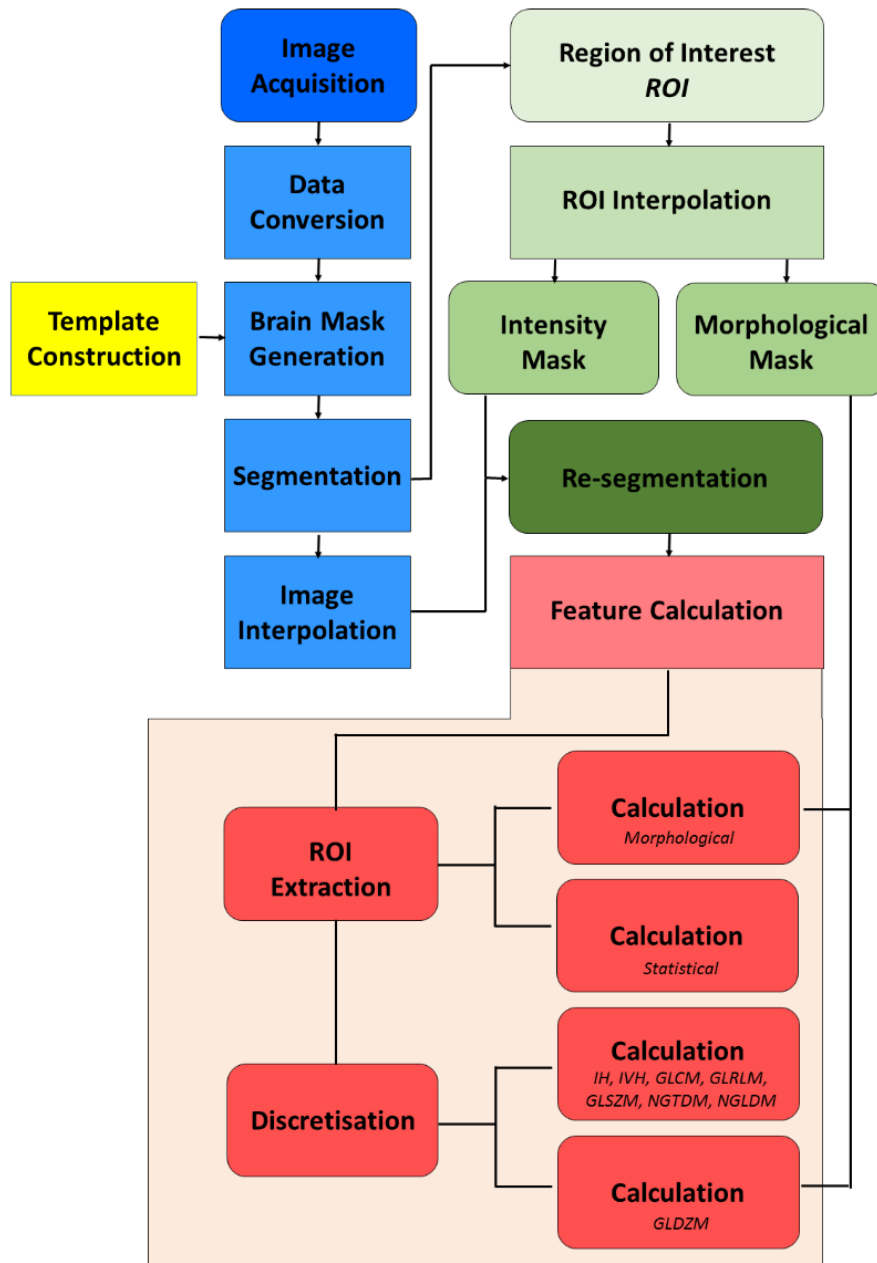 Image
Acquisition
Region of Interest
ROI
Data
Conversion
ROI Interpolation
Template
Construction
Brain Mask
Generation
Intensity
Mask
Morphological
Mask
Segmentation
Re-segmentation
Image
Interpolation
Feature Calculation
ROI
Extraction
Calculation
Morphological
Calculation
Statistical
Discretisation
Calculation
IH, IVH, GLCM, GLRLM,
GLSZM, NGTDM, NGLDM
Calculation
GLDZM